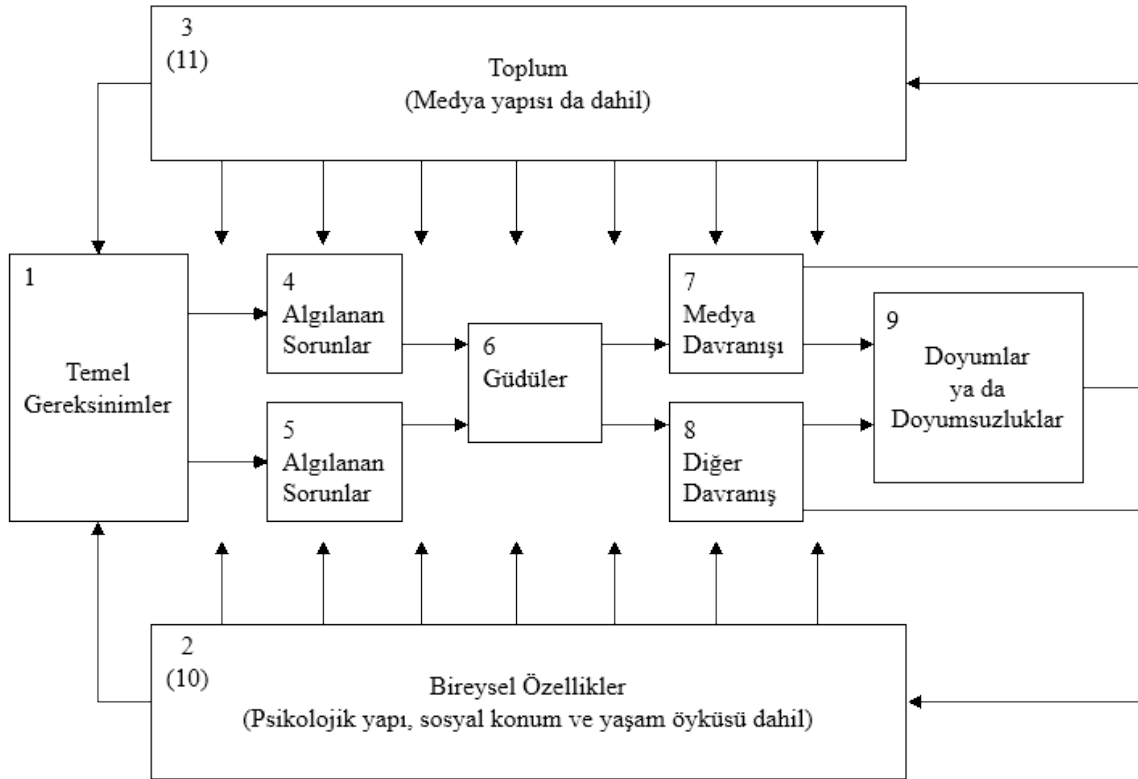 3
(11)
Toplum
(Medya yapısı da dahil)
1
Temel
Gereksinimler
4
Algılanan
Sorunlar
5
Algılanan
Sorunlar
6
Güdüler
7
Medya
Davranışı
8
Diğer
Davranış
9
Doyumlar
ya da
Doyumsuzluklar
2
(10)
Bireysel Özellikler
(Psikolojik yapı, sosyal konum ve yaşam öyküsü dahil)